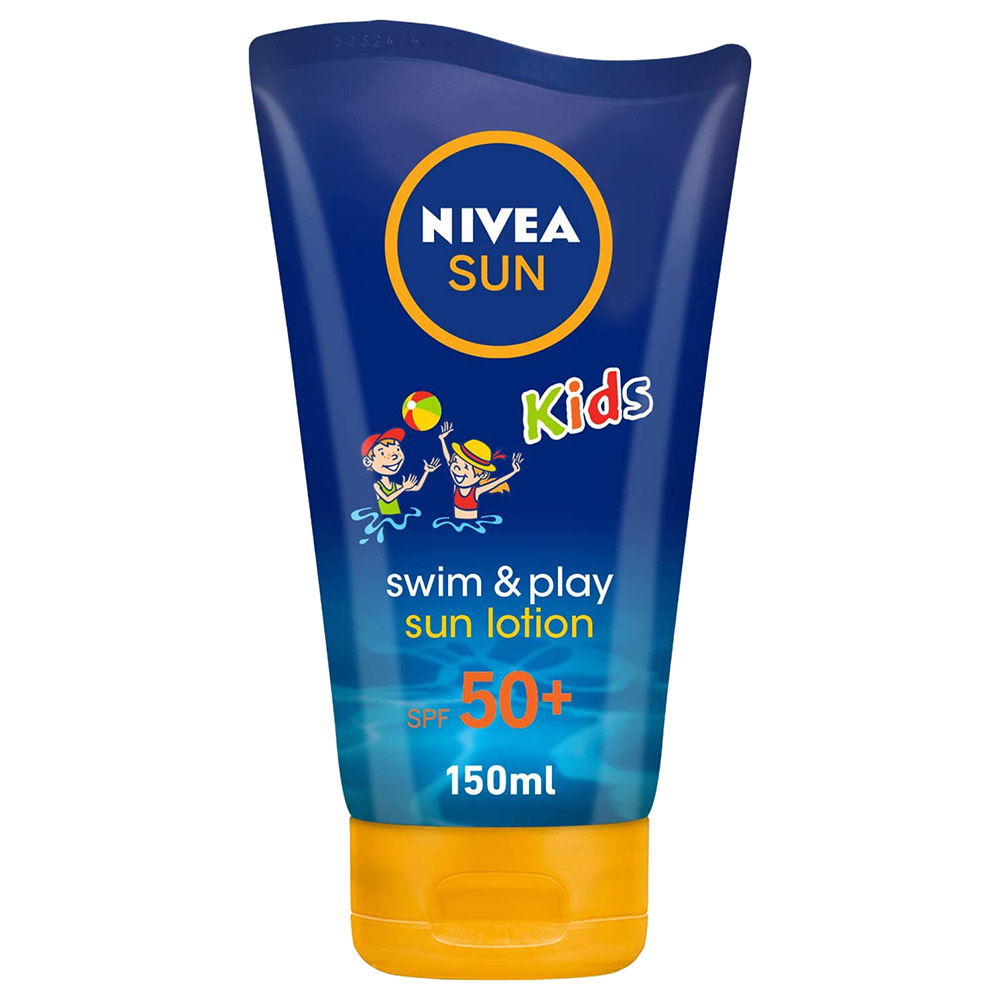 NIVEA
SUN
Kids
swim & play
sun lotion
SPF 50+
150ml